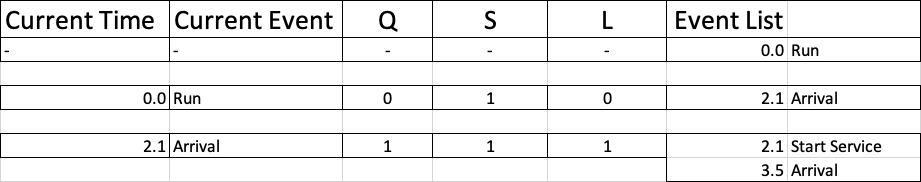 Current Time Current Event Q S L Event List
- - - - - 0.0 Run
0.0 Run 0 1 0 2.1 Arrival
2.1 Arrival 1 1 1 2.1 Start Service
3.5 Arrival